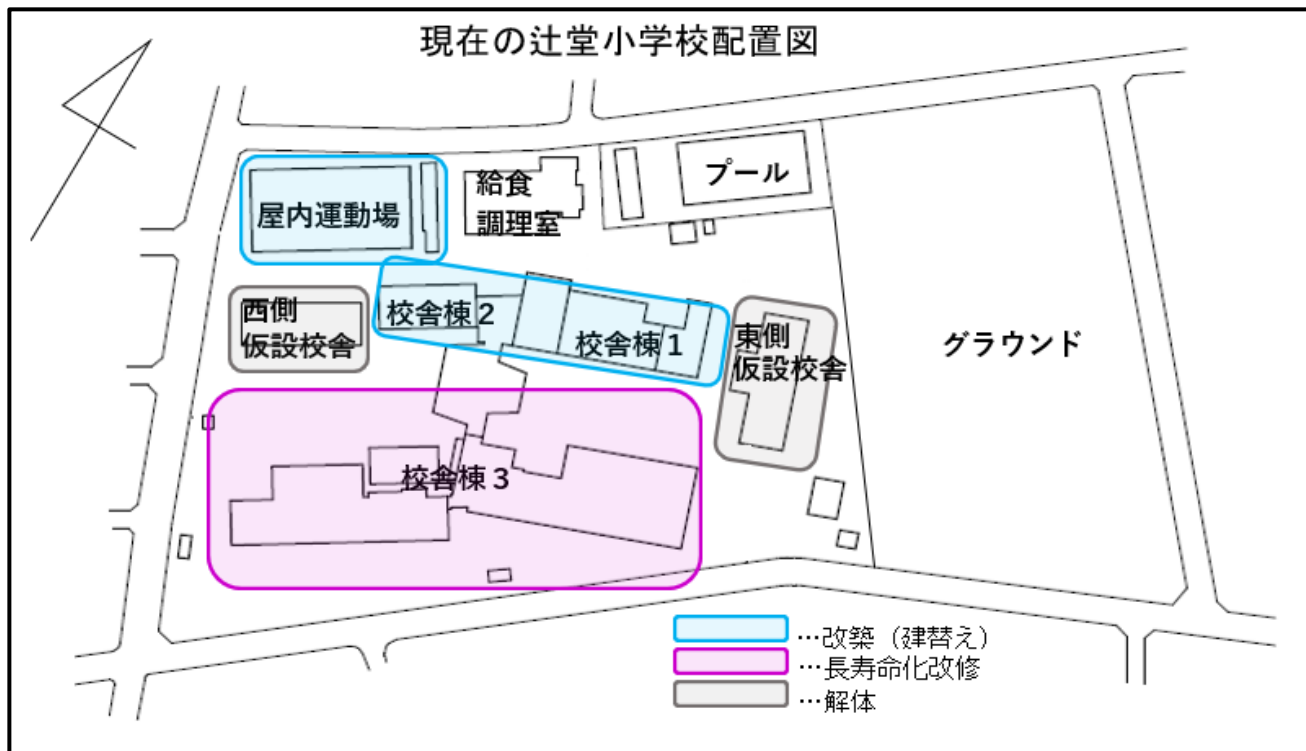 現在の辻堂小学校配置図
プール
給食
調理室
屋内運動場
西側
仮設校舎
校舎棟２
校舎棟１
東側
仮設校舎
グラウンド
校舎棟３
…改築（建替え）
…長寿命化改修
…解体